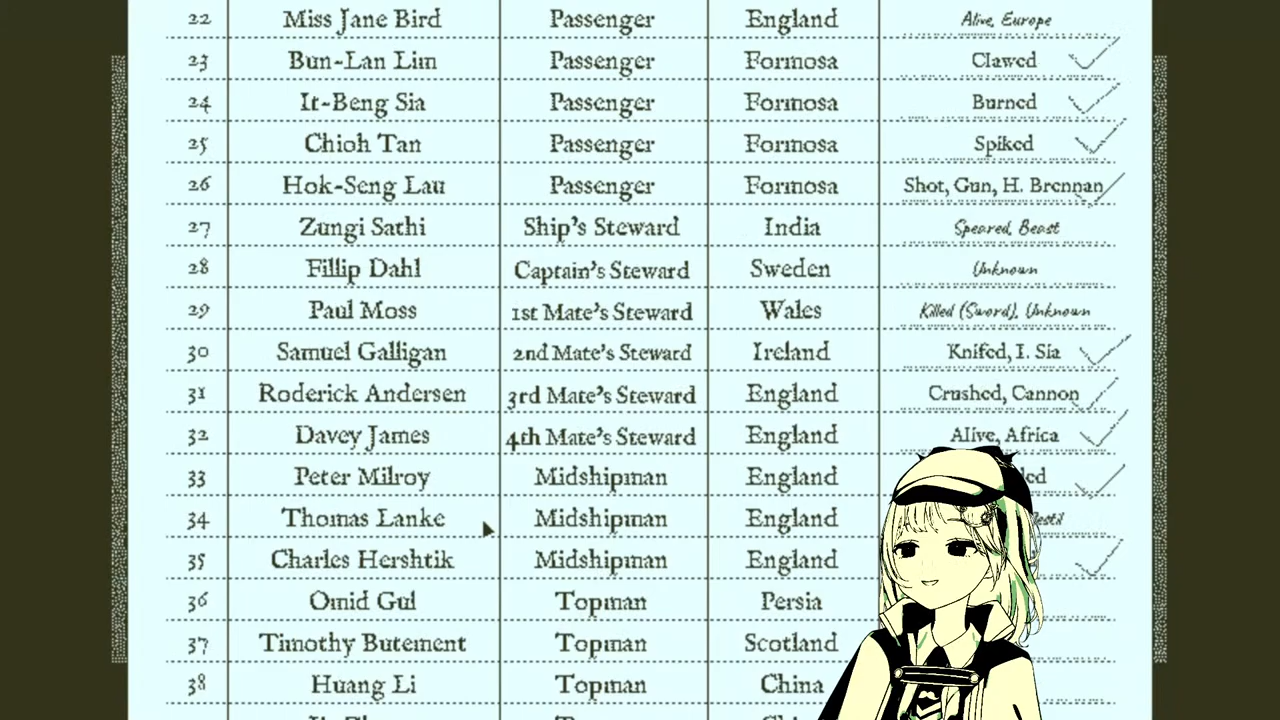 22 Miss Jane Bird Passenger England Alive, Europe
23 Bun-Lan Lim Passenger Formosa Clawed
24 It-Beng Sia Passenger Formosa Burned
25 Chioh Tan Passenger Formosa Spiked
26 Hok-Seng Lau Passenger Formosa Shot, Gun, H. Brennan
27 Zungi Sathi Ship's Steward India Speared, Beast
28 Fillip Dahl Captain's Steward Sweden Unknown
29 Paul Moss 1st Mate's Steward Wales Killed (Sword), Unknown
30 Samuel Galligan 2nd Mate's Steward Ireland Knifed, I. Sia
31 Roderick Andersen 3rd Mate's Steward England Crushed, Cannon
32 Davey James 4th Mate's Steward England Alive, Africa
33 Peter Milroy Midshipman England
34 Thomas Lanke Midshipman England
35 Charles Hershtik Midshipman England
36 Omid Gul Topman Persia
37 Timothy Butement Topman Scotland
38 Huang Li Topman China